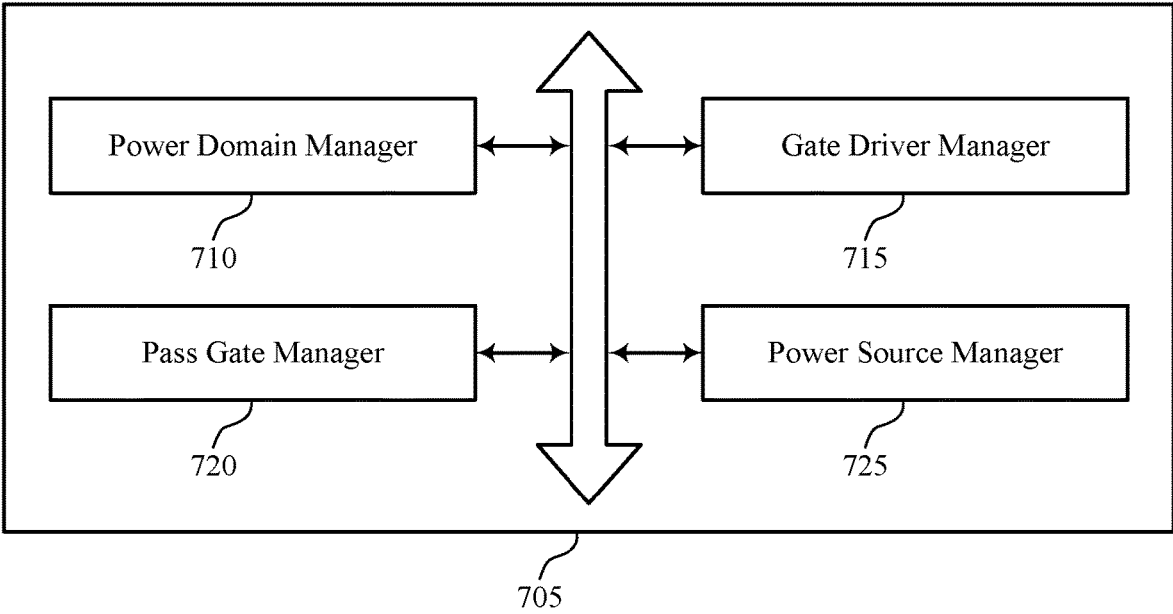 Power Domain Manager
Gate Driver Manager
710
715
Pass Gate Manager
Power Source Manager
720
725
705